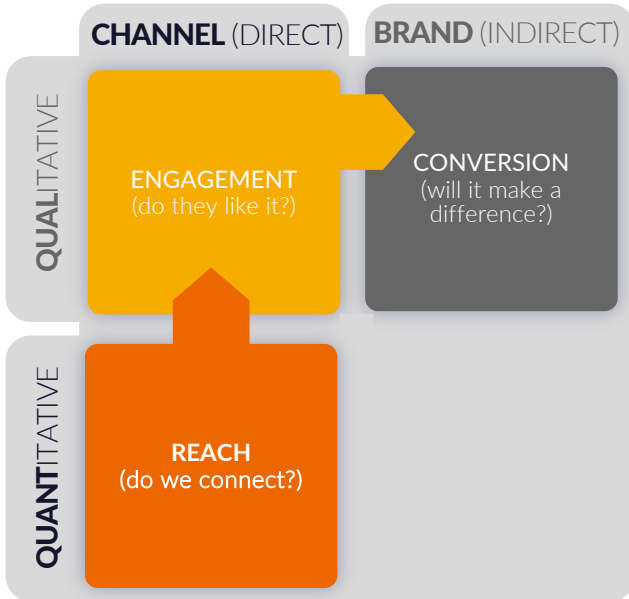 CHANNEL (DIRECT)
BRAND (INDIRECT)
QUALITATIVE
ENGAGEMENT
(do they like it?)
CONVERSION
(will it make a
difference?)
QUANTITATIVE
REACH
(do we connect?)